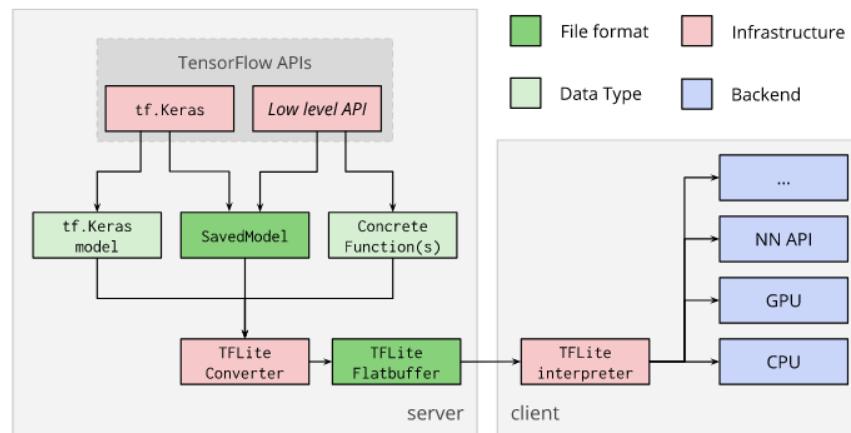 TensorFlow APIs
tf.Keras
Low level API
tf.Keras
model
SavedModel
Concrete
Function(s)
TFLite
Converter
TFLite
Flatbuffer
server
File format
Infrastructure
Data Type
Backend
TFLite
interpreter
...
NN API
GPU
CPU
client